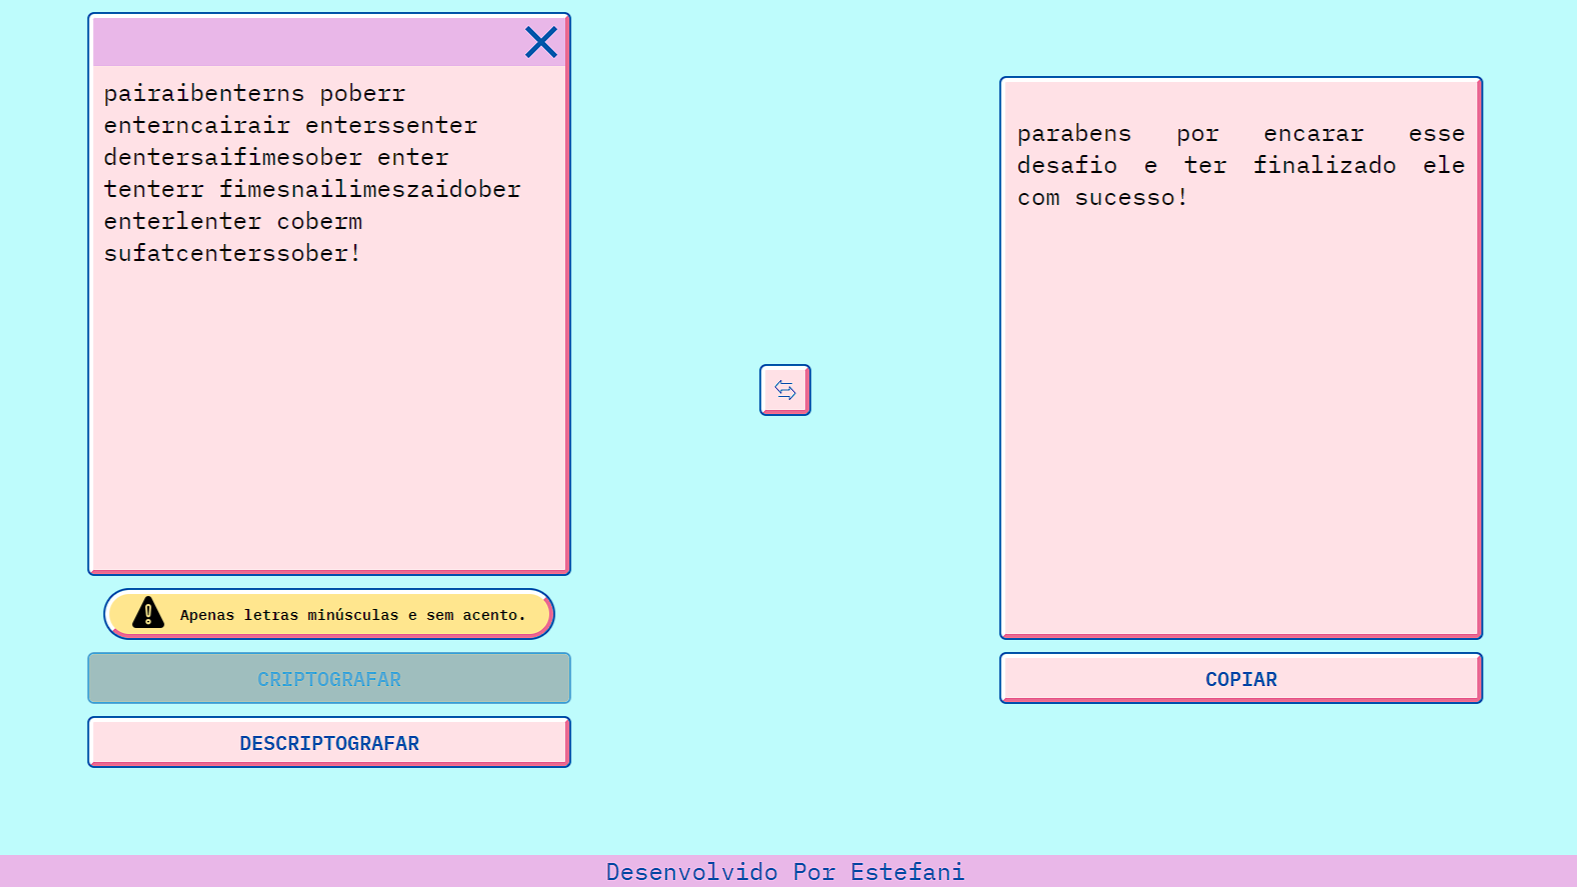 pairaibenterns poberr
enterncairair enterssenter
dentersaifimesober enter
tenterr fimesnailimeszaidober
enterlenter coberm
sufatcenterssober!
Apenas letras minúsculas e sem acento.
CRIPTOGRAFAR
DESCRIPTOGRAFAR
parabens por encarar esse
desafio e ter finalizado ele
com sucesso!
COPIAR
Desenvolvido Por Estefani